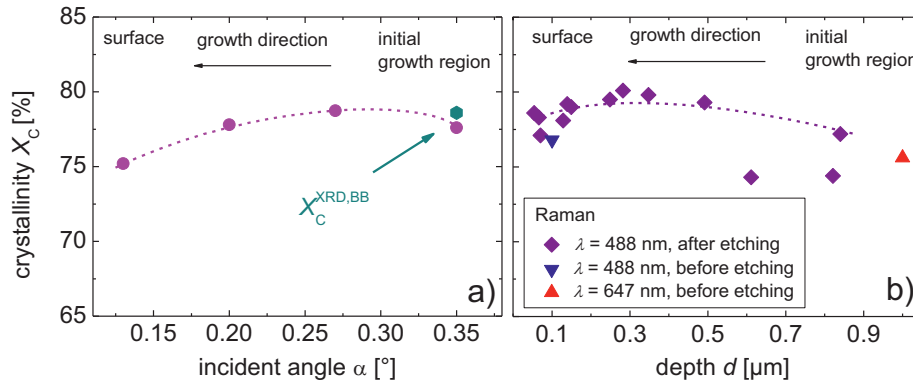 surface
growth direction
initial
growth region
crystallinity X_C [%]
85
80
75
70
65
X_C^XRD,BB
a)
0.15 0.20 0.25 0.30 0.35
incident angle α [°]
surface
growth direction
initial
growth region
Raman
λ = 488 nm, after etching
λ = 488 nm, before etching
λ = 647 nm, before etching
b)
0.1 0.3 0.5 0.7 0.9
depth d [µm]